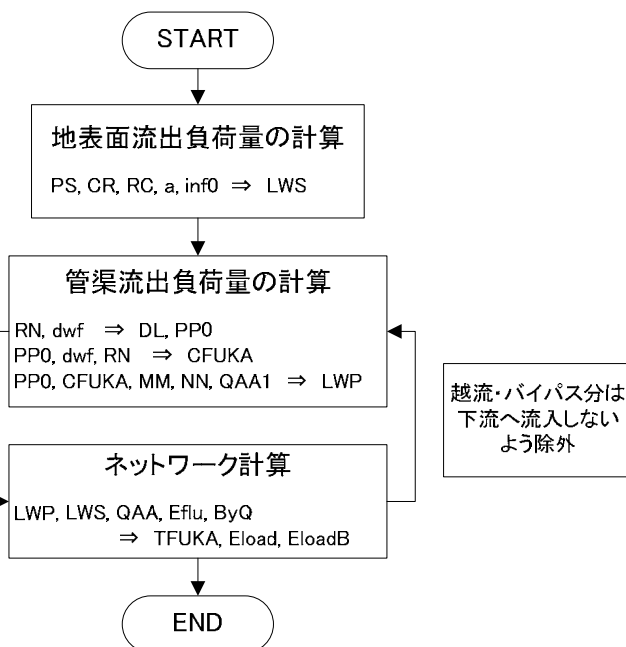 START
地表面流出負荷量の計算
PS, CR, RC, a, inf0 ⇒ LWS
管渠流出負荷量の計算
RN, dwf ⇒ DL, PP0
PP0, dwf, RN ⇒ CFUKA
PP0, CFUKA, MM, NN, QAA1 ⇒ LWP
越流・バイパス分は
下流へ流入しない
よう除外
ネットワーク計算
LWP, LWS, QAA, Eflu, ByQ
⇒ TFUKA, Eload, EloadB
END